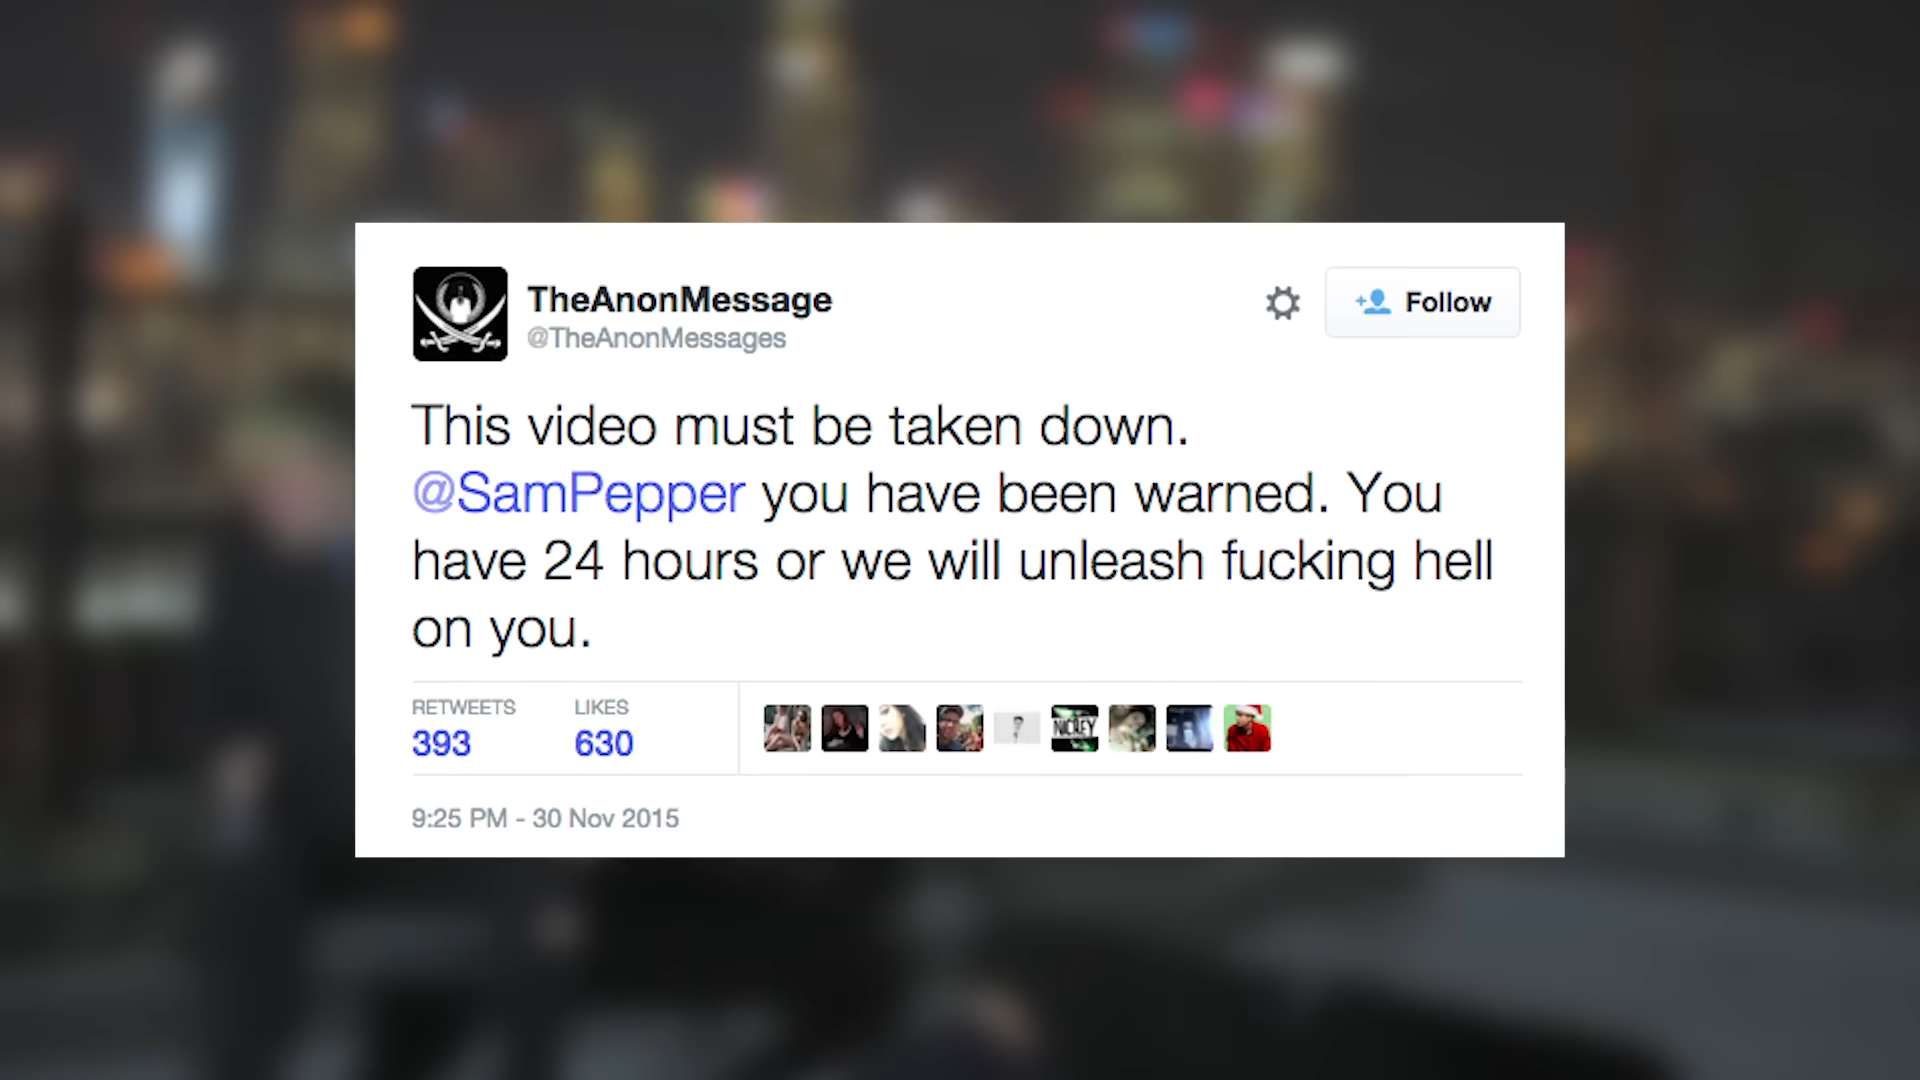 TheAnonMessage
@TheAnonMessages
Follow
This video must be taken down.
@SamPepper you have been warned. You
have 24 hours or we will unleash fucking hell
on you.
RETWEETS LIKES
393 630
NICKEY
9:25 PM - 30 Nov 2015